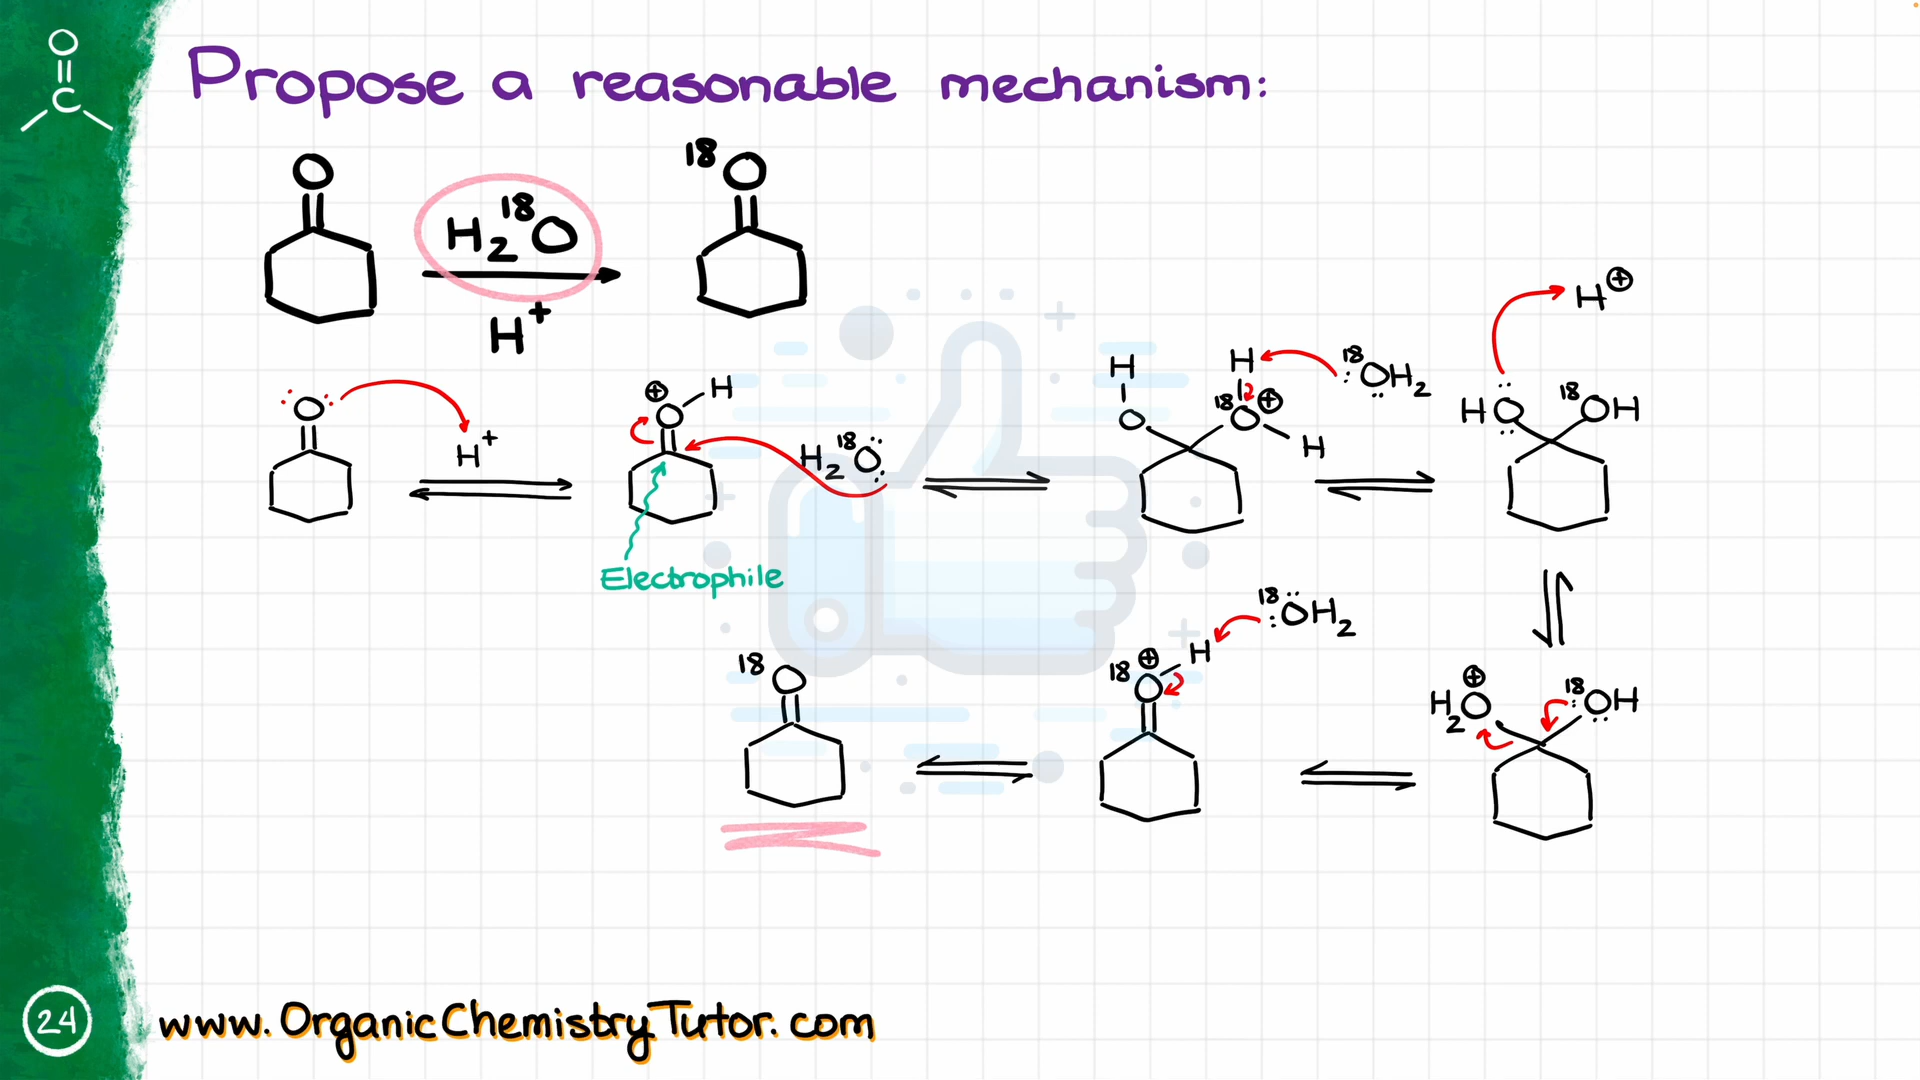 O
C
Propose a reasonable mechanism:
O
H₂¹⁸O
H⁺
¹⁸O
O
H⁺
⊕
O H
H₂¹⁸O
Electrophile
H
O
H
¹⁸O ⊕
H
¹⁸OH₂
H⊕
HO ¹⁸OH
⊕
H₂O ¹⁸OH
¹⁸OH₂
⊕ H
¹⁸O
¹⁸O
24
www.OrganicChemistryTutor.com